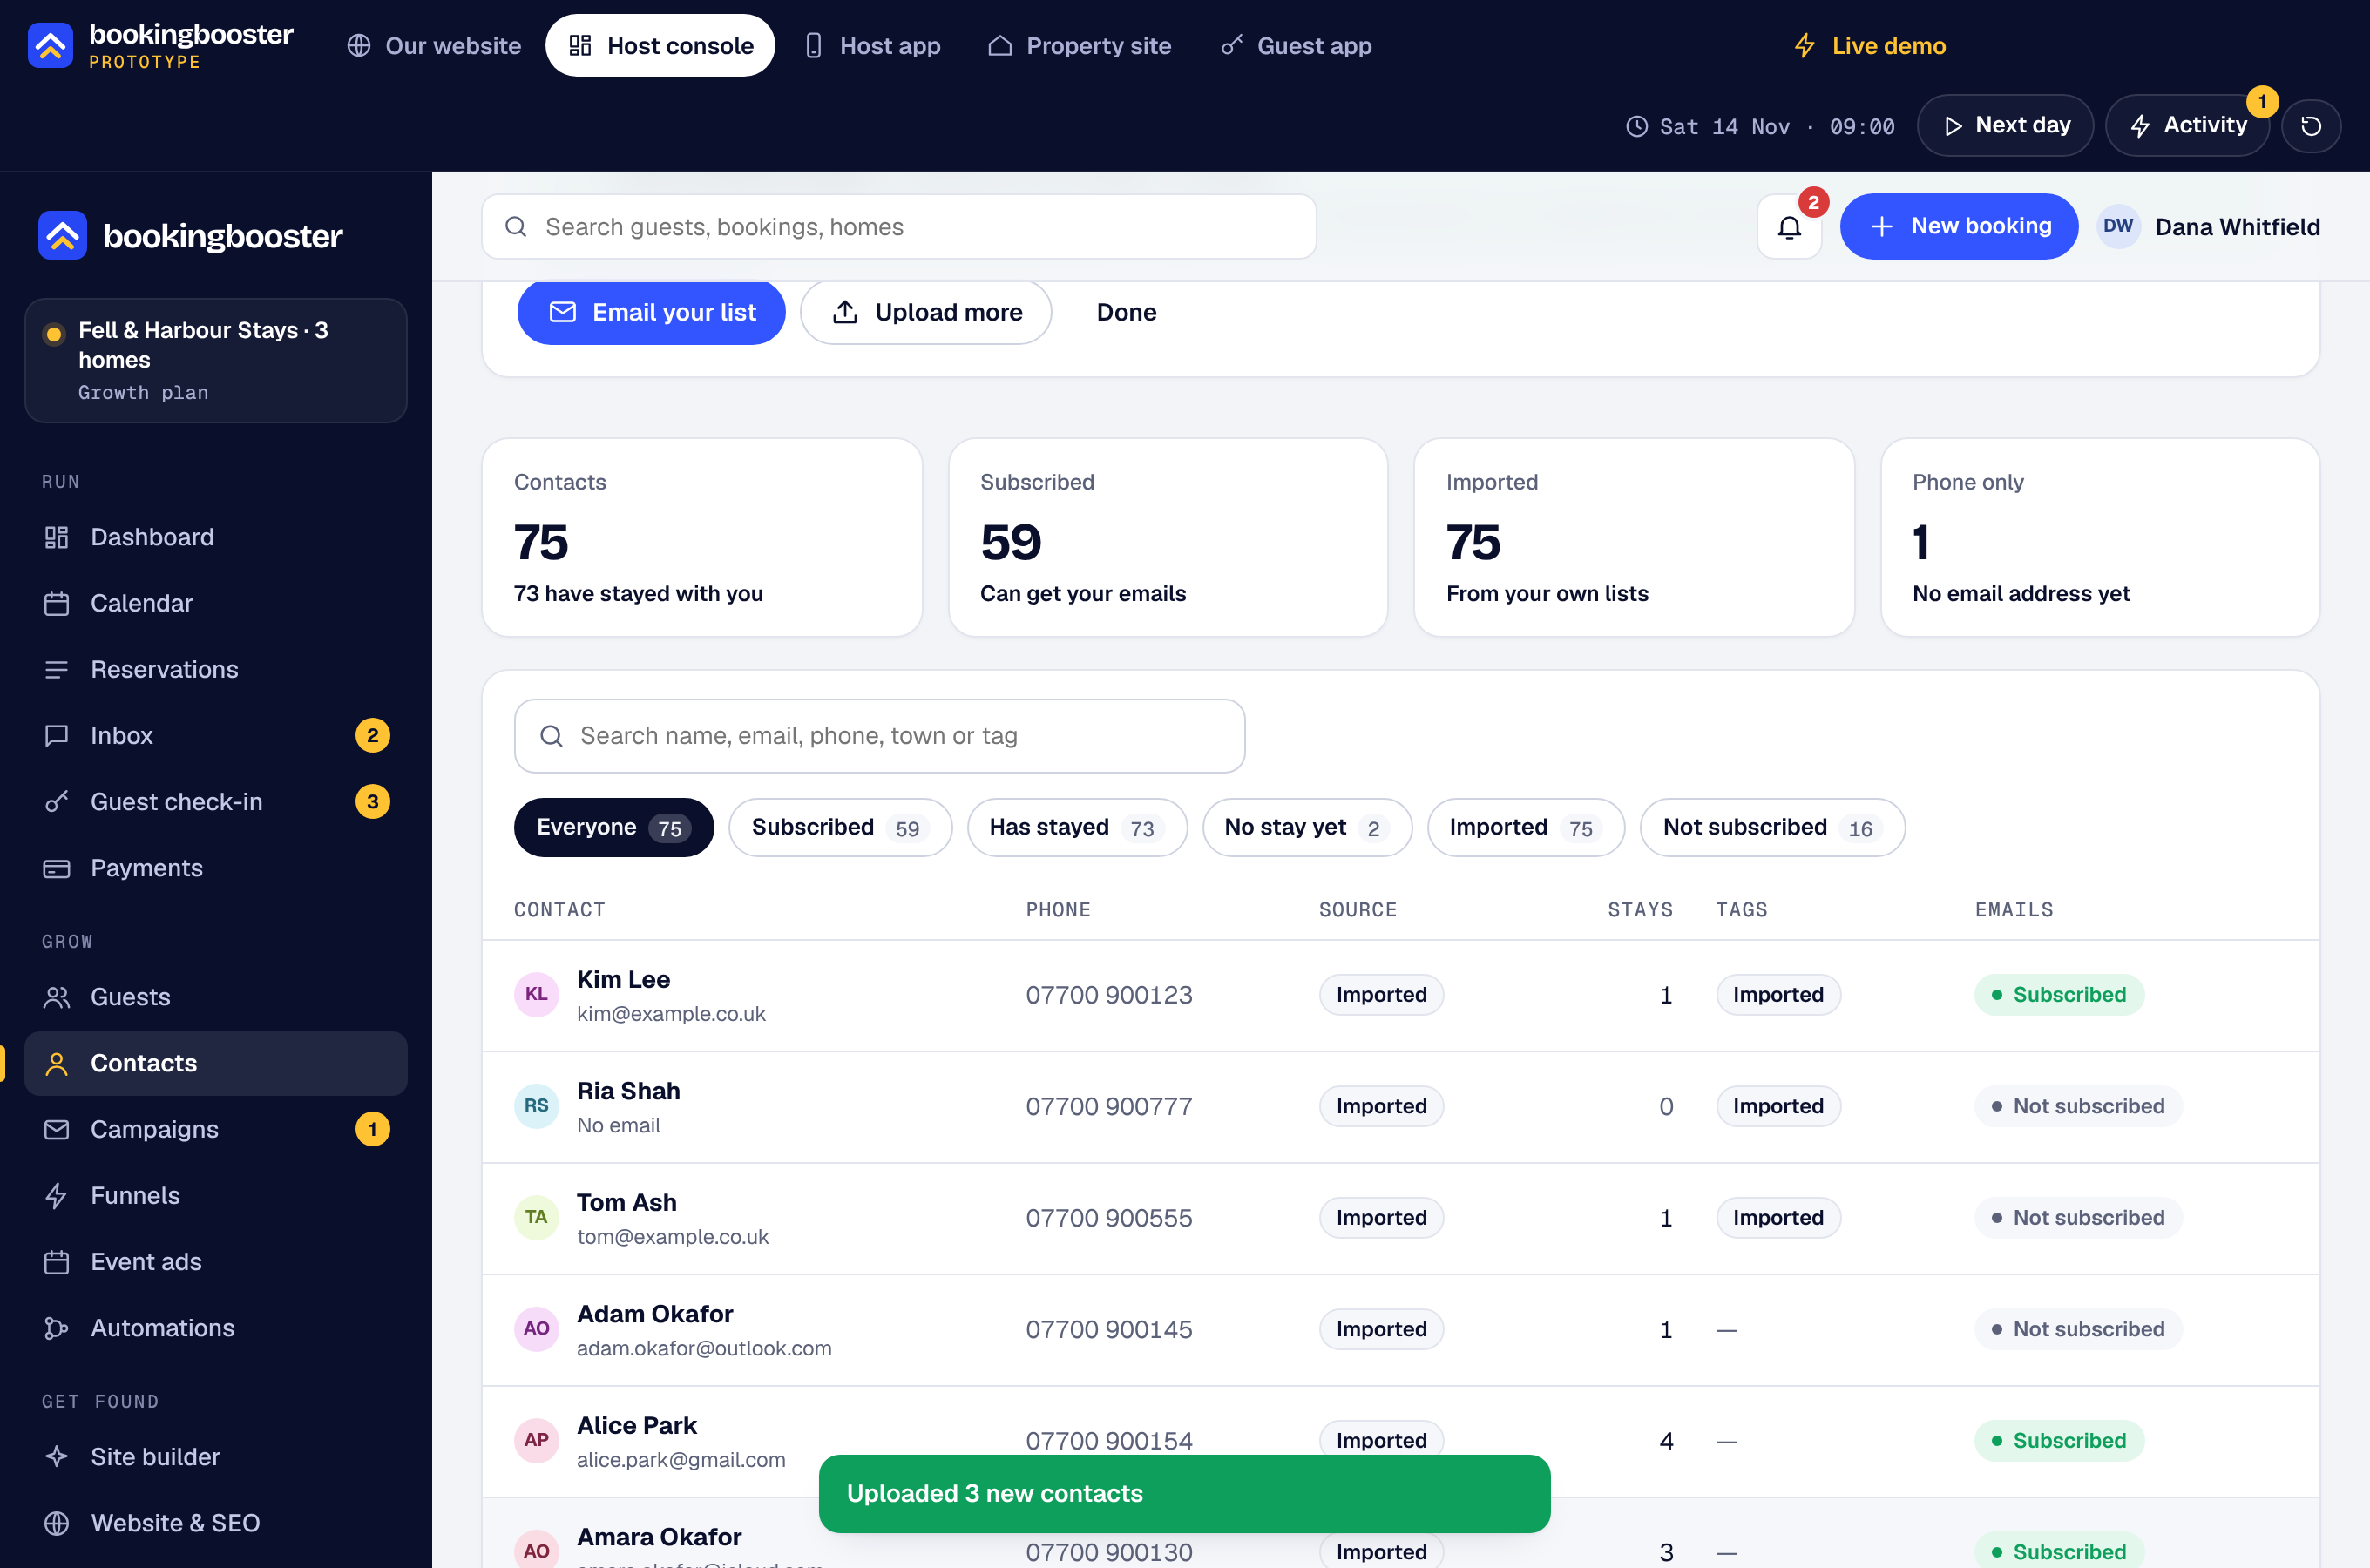 bookingbooster
PROTOTYPE
Our website
Host console
Host app
Property site
Guest app
Live demo
Sat 14 Nov · 09:00
Next day
Activity
1
bookingbooster
Fell & Harbour Stays · 3
homes
Growth plan
RUN
Dashboard
Calendar
Reservations
Inbox 2
Guest check-in 3
Payments
GROW
Guests
Contacts
Campaigns 1
Funnels
Event ads
Automations
GET FOUND
Site builder
Website & SEO
Search guests, bookings, homes
2
New booking
DW Dana Whitfield
Email your list
Upload more
Done
Contacts
75
73 have stayed with you
Subscribed
59
Can get your emails
Imported
75
From your own lists
Phone only
1
No email address yet
Search name, email, phone, town or tag
Everyone 75
Subscribed 59
Has stayed 73
No stay yet 2
Imported 75
Not subscribed 16
CONTACT PHONE SOURCE STAYS TAGS EMAILS
KL Kim Lee 07700 900123 Imported 1 Imported Subscribed
kim@example.co.uk
RS Ria Shah 07700 900777 Imported 0 Imported Not subscribed
No email
TA Tom Ash 07700 900555 Imported 1 Imported Not subscribed
tom@example.co.uk
AO Adam Okafor 07700 900145 Imported 1 — Not subscribed
adam.okafor@outlook.com
AP Alice Park 07700 900154 Imported 4 — Subscribed
alice.park@gmail.com
Uploaded 3 new contacts
AO Amara Okafor 07700 900130 Imported 3 — Subscribed